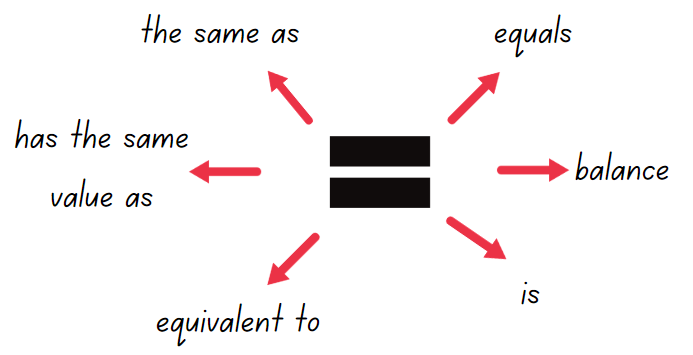 the same as
equals
has the same
value as
balance
equivalent to
is